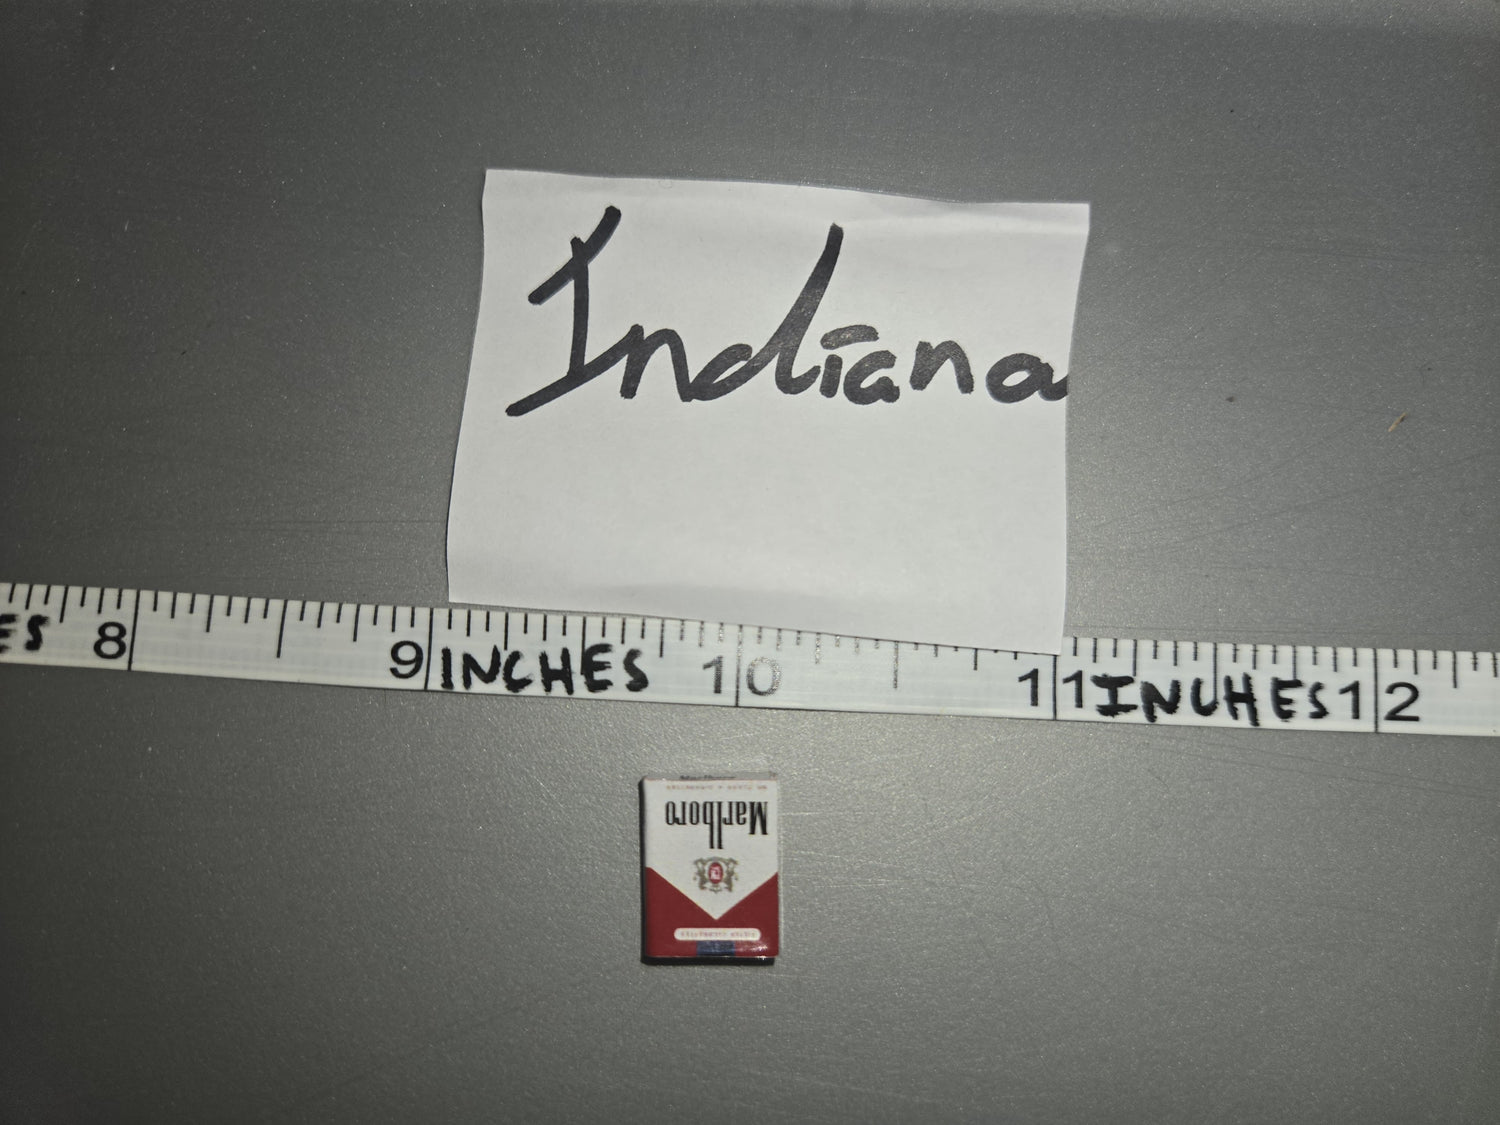 Indiana
ES 8 9 INCHES 10 11 INUHES 12
Marlboro